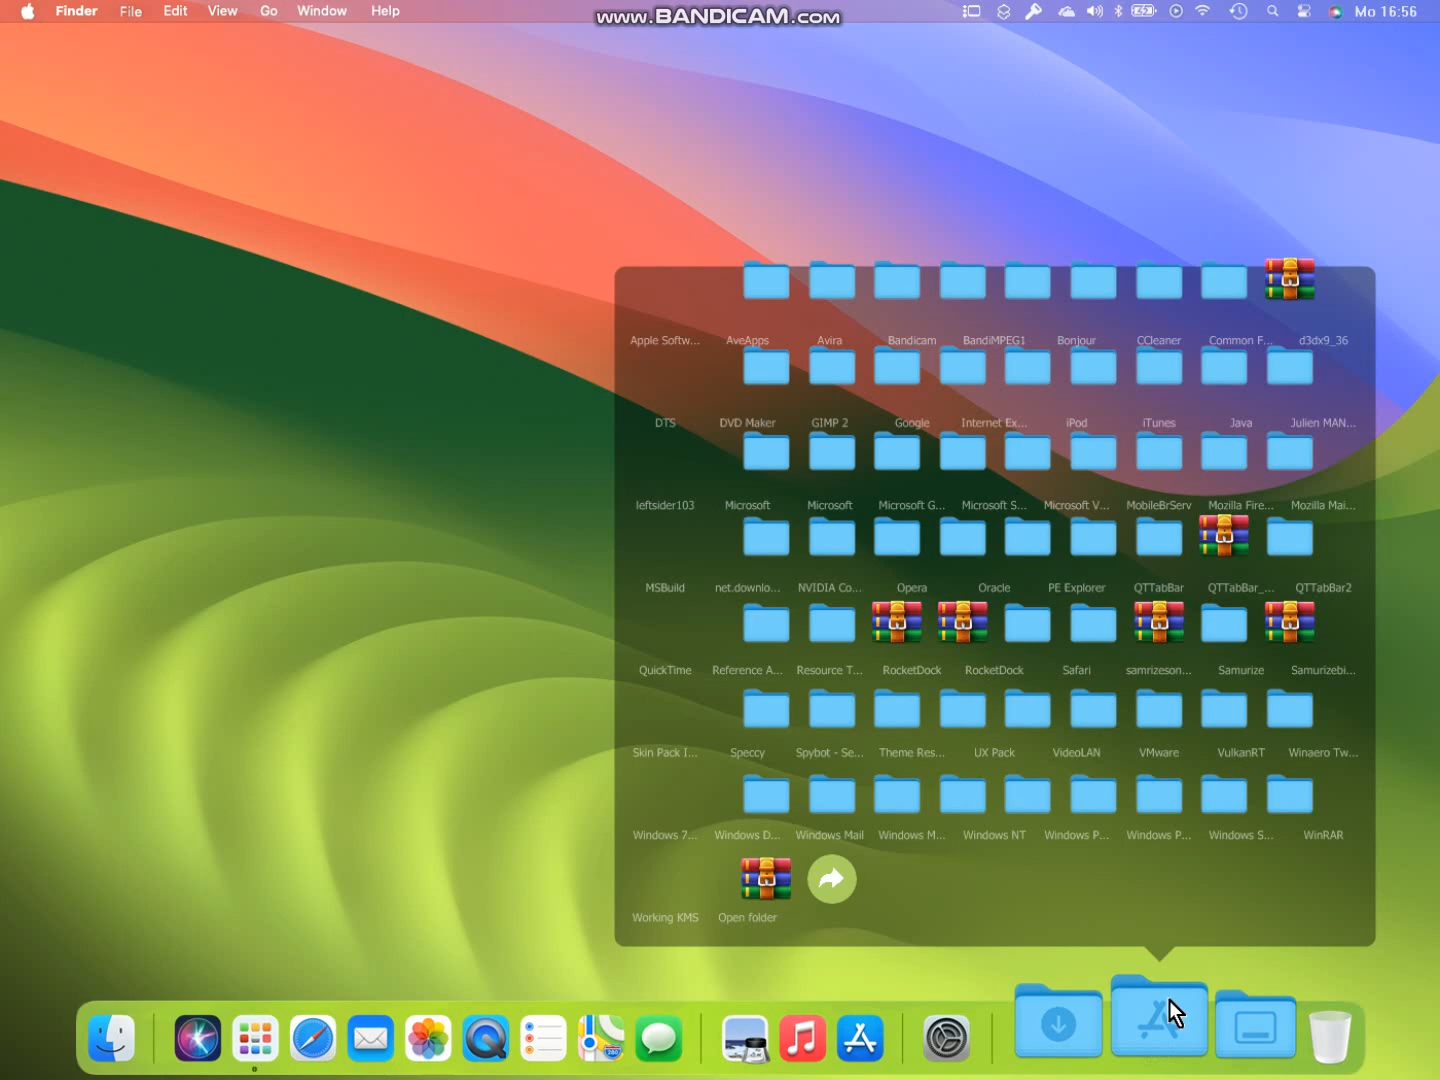 Finder File Edit View Go Window Help
www.BANDICAM.com
Mo 16:56
Apple Softw... AveApps Avira Bandicam BandiMPEG1 Bonjour CCleaner Common F... d3dx9_36
DTS DVD Maker GIMP 2 Google Internet Ex... iPod iTunes Java Julien MAN...
leftsider103 Microsoft Microsoft Microsoft G... Microsoft S... Microsoft V... MobileBrServ Mozilla Fire... Mozilla Mai...
MSBuild net.downlo... NVIDIA Co... Opera Oracle PE Explorer QTTabBar QTTabBar_... QTTabBar2
QuickTime Reference A... Resource T... RocketDock RocketDock Safari samrizeson... Samurize Samurizebi...
Skin Pack I... Speccy Spybot - Se... Theme Res... UX Pack VideoLAN VMware VulkanRT Winaero Tw...
Windows 7... Windows D... Windows Mail Windows M... Windows NT Windows P... Windows P... Windows S... WinRAR
Working KMS Open folder
280